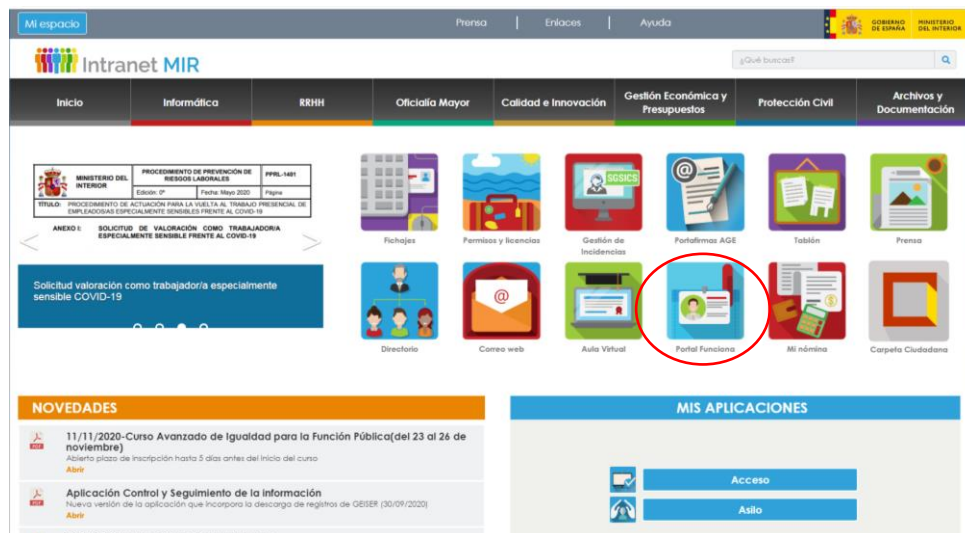 Mi espacio
Prensa
Enlaces
Ayuda
GOBIERNO DE ESPAÑA
MINISTERIO DEL INTERIOR
Intranet MIR
¿Qué buscas?
Inicio
Informática
RRHH
Oficialía Mayor
Calidad e Innovación
Gestión Económica y
Presupuestos
Protección Civil
Archivos y
Documentación
MINISTERIO DEL
INTERIOR
PROCEDIMIENTO DE PREVENCIÓN DE
RIESGOS LABORALES
PPRL-1401
Edición: 0ª
Fecha: Mayo 2020
Página
TÍTULO: PROCEDIMIENTO DE ACTUACIÓN PARA LA VUELTA AL TRABAJO PRESENCIAL DE
EMPLEADOS/AS ESPECIALMENTE SENSIBLES FRENTE AL COVID-19
ANEXO I: SOLICITUD DE VALORACIÓN COMO TRABAJADOR/A
ESPECIALMENTE SENSIBLE FRENTE AL COVID-19
Solicitud valoración como trabajador/a especialmente
sensible COVID-19
Fichajes
Permisos y licencias
SGSICS
Gestión de
Incidencias
Portafirmas AGE
Tablón
Prensa
Directorio
Correo web
Aula Virtual
Portal Funciona
Mi nómina
Carpeta Ciudadana
NOVEDADES
11/11/2020-Curso Avanzado de Igualdad para la Función Pública(del 23 al 26 de
noviembre)
Abierto plazo de inscripción hasta 5 días antes del inicio del curso
Abrir
Aplicación Control y Seguimiento de la información
Nueva versión de la aplicación que incorpora la descarga de registros de GEISER (30/09/2020)
Abrir
MIS APLICACIONES
Acceso
Asilo